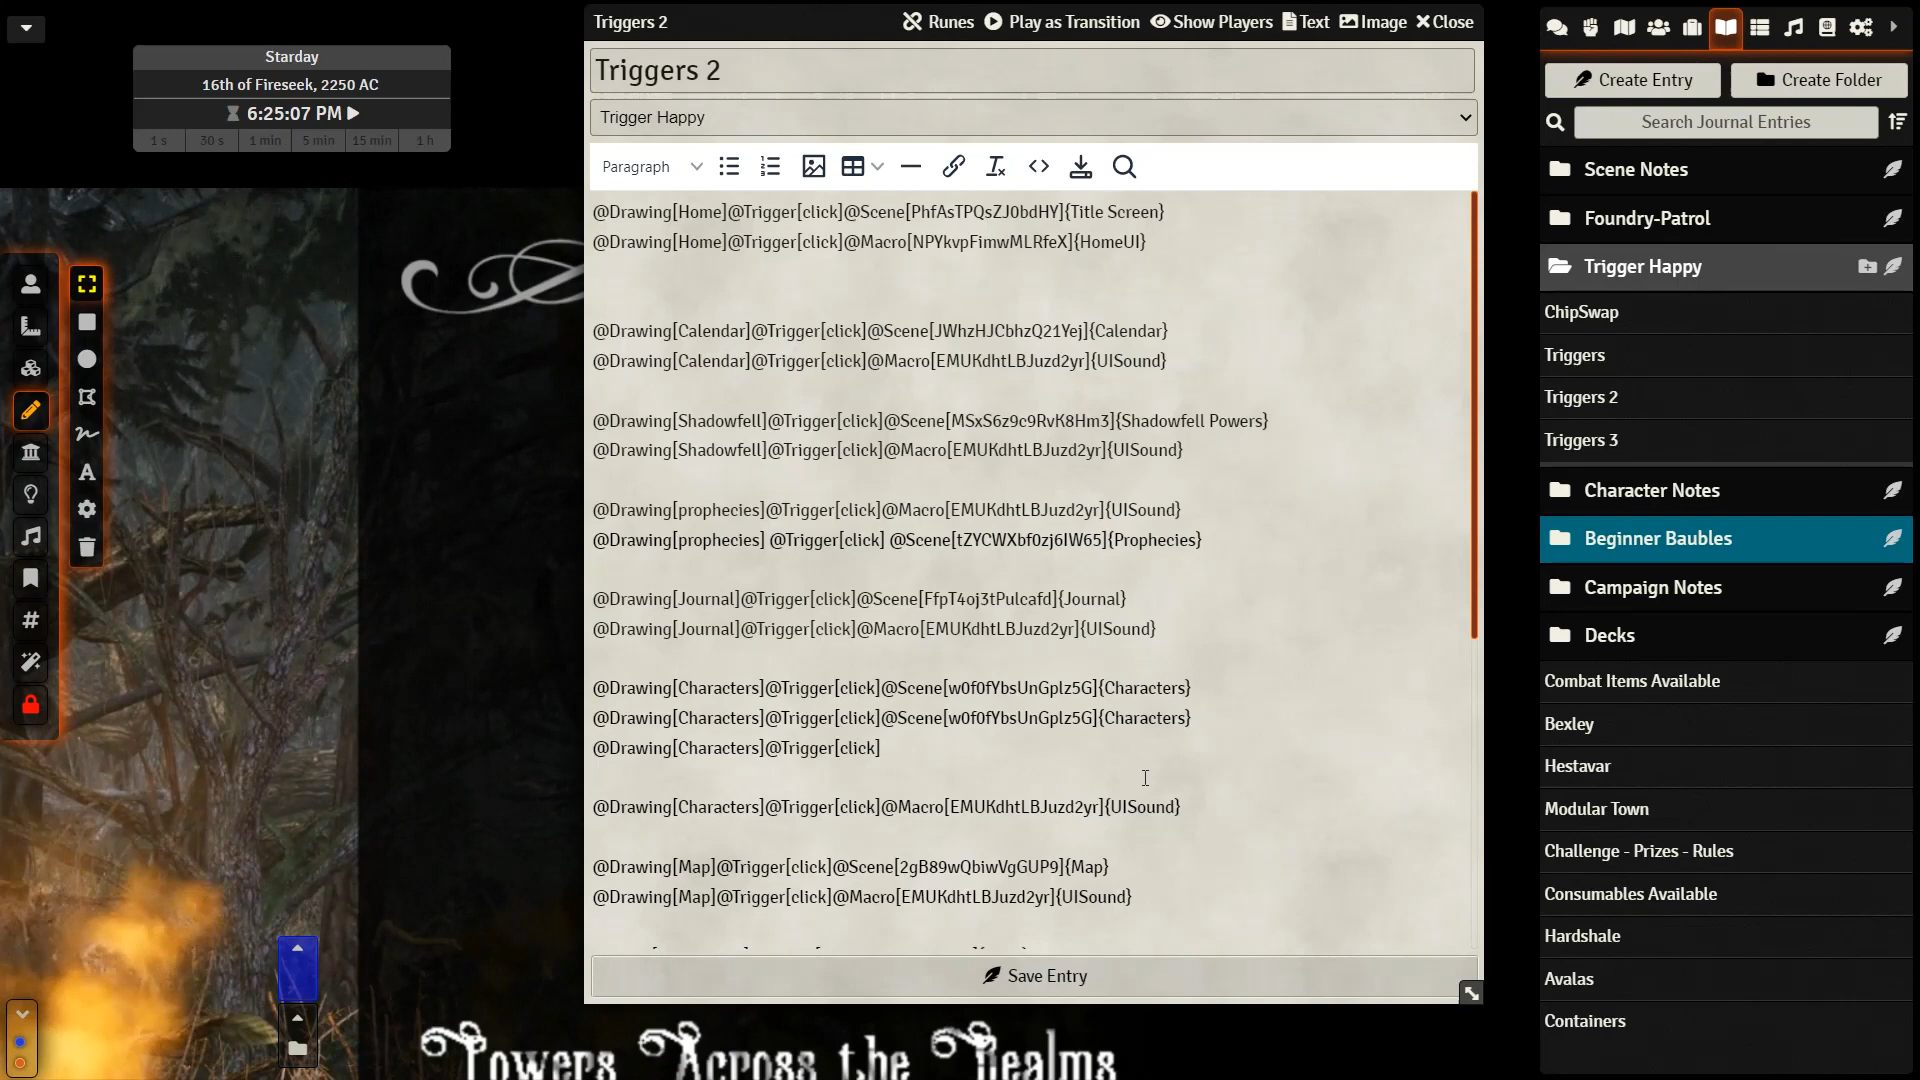 Starday
16th of Fireseek, 2250 AC
6:25:07 PM
1 s 30 s 1 min 5 min 15 min 1 h
Triggers 2
Runes Play as Transition Show Players Text Image Close
Triggers 2
Trigger Happy
Paragraph
@Drawing[Home]@Trigger[click]@Scene[PhfAsTPQsZJ0bdHY]{Title Screen}
@Drawing[Home]@Trigger[click]@Macro[NPYkvpFimwMLRfeX]{HomeUI}
@Drawing[Calendar]@Trigger[click]@Scene[JWhzHJCbhzQ21Yej]{Calendar}
@Drawing[Calendar]@Trigger[click]@Macro[EMUKdhtLBJuzd2yr]{UISound}
@Drawing[Shadowfell]@Trigger[click]@Scene[MSxS6z9c9RvK8Hm3]{Shadowfell Powers}
@Drawing[Shadowfell]@Trigger[click]@Macro[EMUKdhtLBJuzd2yr]{UISound}
@Drawing[prophecies]@Trigger[click]@Macro[EMUKdhtLBJuzd2yr]{UISound}
@Drawing[prophecies] @Trigger[click] @Scene[tZYCWXbf0zj6IW65]{Prophecies}
@Drawing[Journal]@Trigger[click]@Scene[FfpT4oj3tPulcafd]{Journal}
@Drawing[Journal]@Trigger[click]@Macro[EMUKdhtLBJuzd2yr]{UISound}
@Drawing[Characters]@Trigger[click]@Scene[w0f0fYbsUnGplz5G]{Characters}
@Drawing[Characters]@Trigger[click]@Scene[w0f0fYbsUnGplz5G]{Characters}
@Drawing[Characters]@Trigger[click]
@Drawing[Characters]@Trigger[click]@Macro[EMUKdhtLBJuzd2yr]{UISound}
@Drawing[Map]@Trigger[click]@Scene[2gB89wQbiwVgGUP9]{Map}
@Drawing[Map]@Trigger[click]@Macro[EMUKdhtLBJuzd2yr]{UISound}
Save Entry
Towers Across the Realms
Create Entry Create Folder
Search Journal Entries
Scene Notes
Foundry-Patrol
Trigger Happy
ChipSwap
Triggers
Triggers 2
Triggers 3
Character Notes
Beginner Baubles
Campaign Notes
Decks
Combat Items Available
Bexley
Hestavar
Modular Town
Challenge - Prizes - Rules
Consumables Available
Hardshale
Avalas
Containers